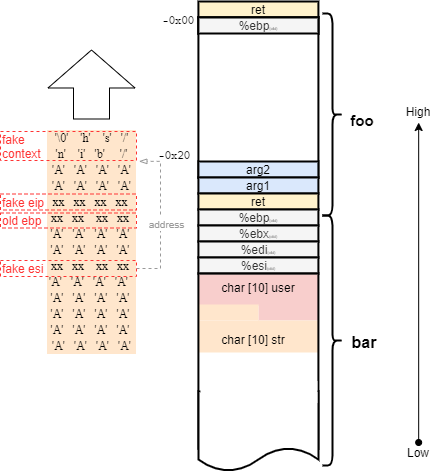 fake '\0' 'h' 's' '/'
context 'n' 'i' 'b' '/'
'A' 'A' 'A' 'A'
'A' 'A' 'A' 'A'
fake eip xx xx xx xx
old ebp xx xx xx xx
'A' 'A' 'A' 'A'
'A' 'A' 'A' 'A'
fake esi xx xx xx xx
'A' 'A' 'A' 'A'
'A' 'A' 'A' 'A'
'A' 'A' 'A' 'A'
'A' 'A' 'A' 'A'
'A' 'A' 'A' 'A'
address
-0x00
-0x20
ret
%ebp
arg2
arg1
ret
%ebp
%ebx
%edi
%esi
char [10] user
char [10] str
foo
bar
High
Low